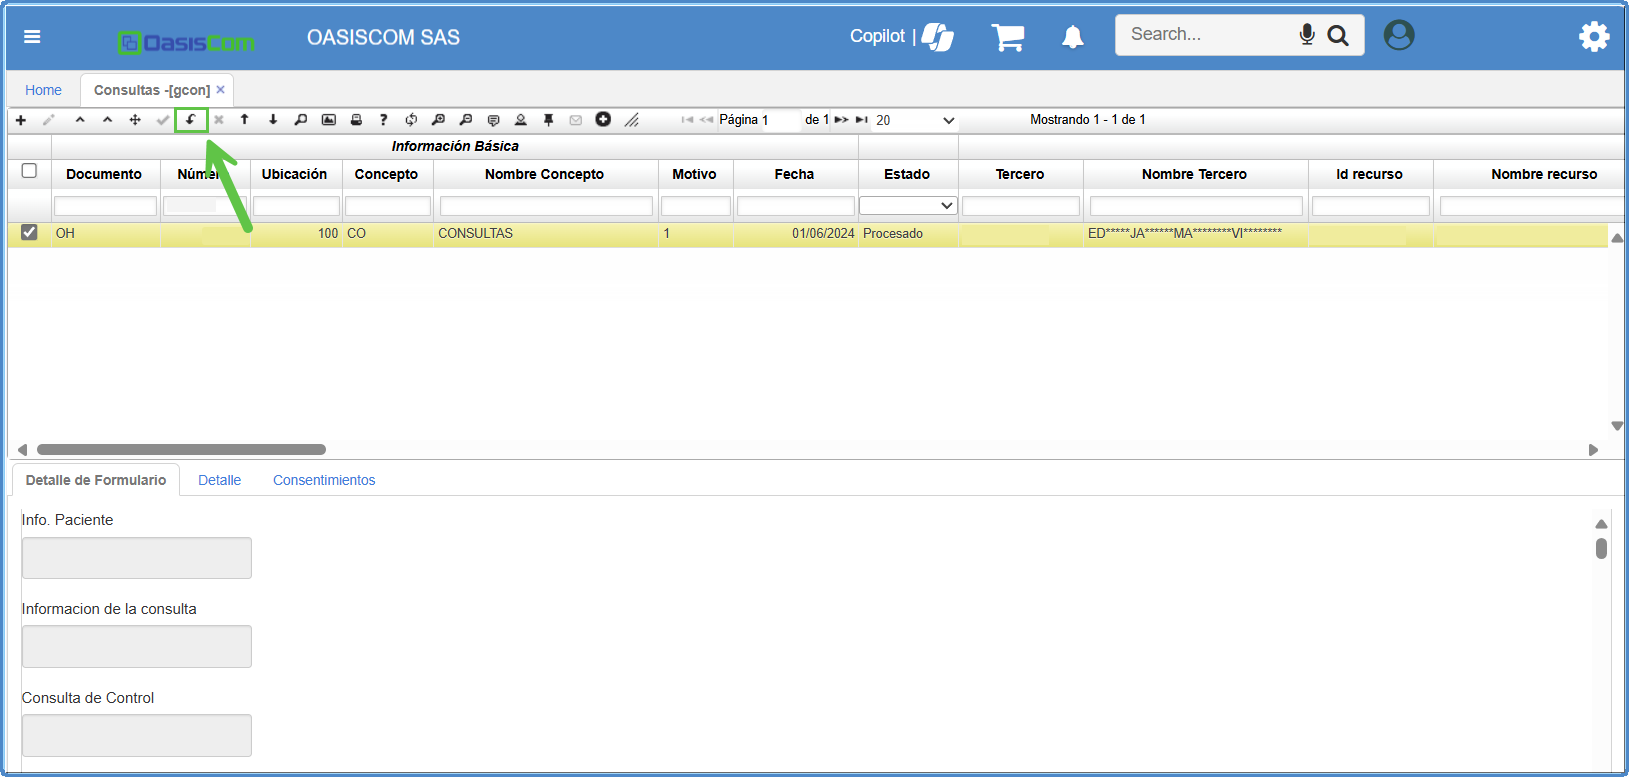 OasisCom
OASISCOM SAS
Copilot |
Search...
Home
Consultas -[gcon] ×
Página 1 de 1
20
Mostrando 1 - 1 de 1
Información Básica
Documento
Ubicación
Concepto
Nombre Concepto
Motivo
Fecha
Estado
Tercero
Nombre Tercero
Id recurso
Nombre recurso
OH 100 CO CONSULTAS 1 01/06/2024 Procesado ED*****JA******MA********VI********
Detalle de Formulario
Detalle
Consentimientos
Info. Paciente
Informacion de la consulta
Consulta de Control